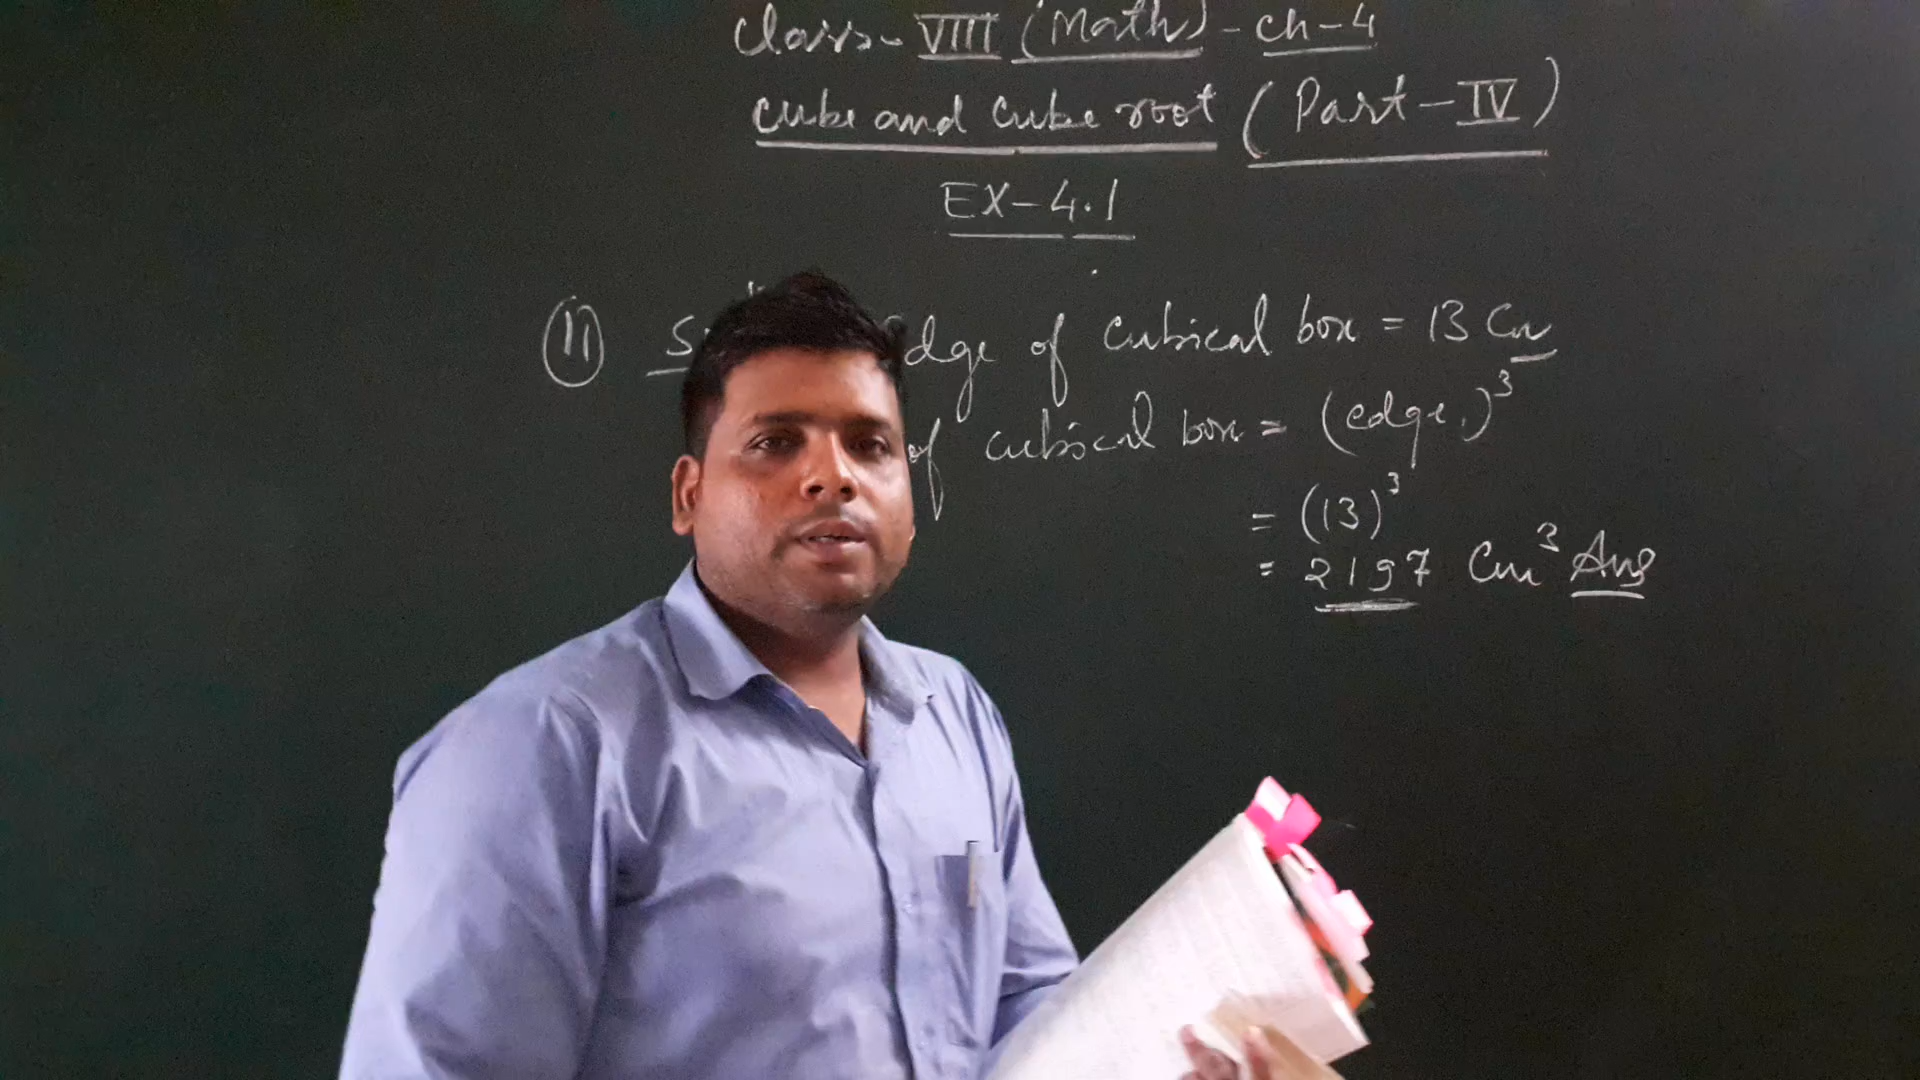 Class- VIII (Math) - Ch-4
Cube and Cube root (Part-IV)
EX-4.1
11 dge of cubical box = 13 Cm
of cubical box = (edge)³
= (13)³
= 2197 Cm³ Ans